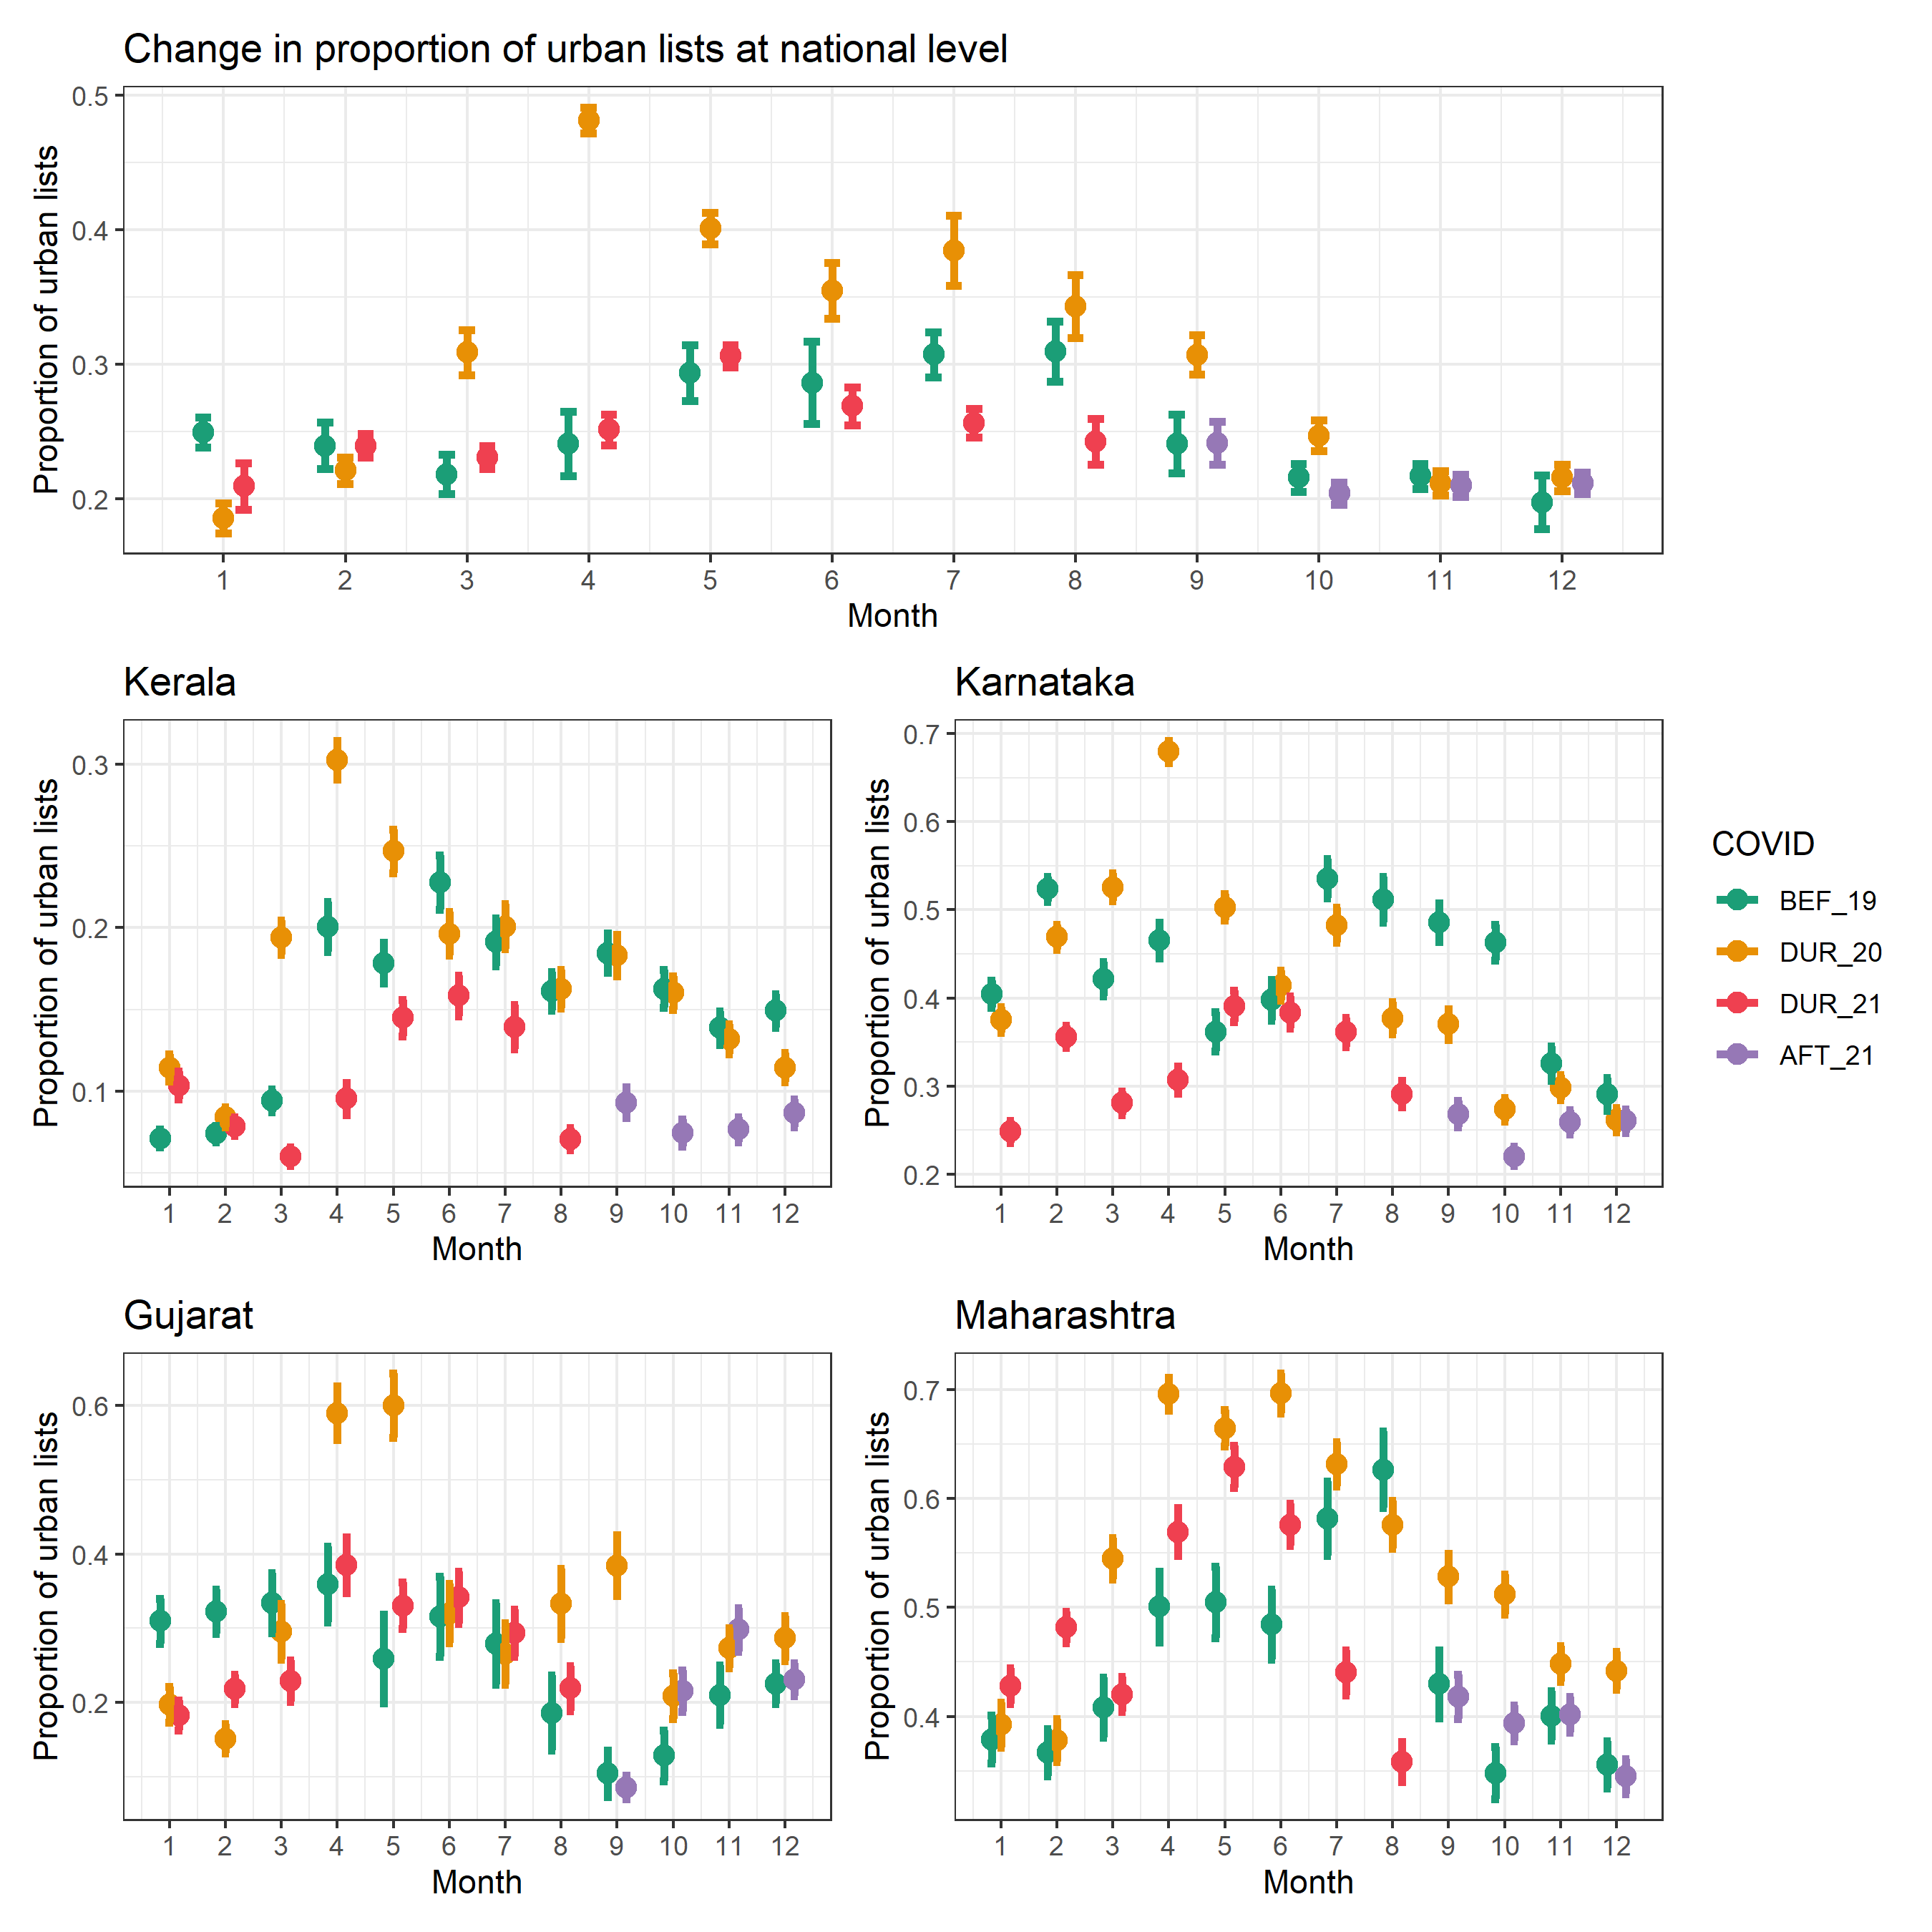 Change in proportion of urban lists at national level
Proportion of urban lists
0.5
0.4
0.3
0.2
1 2 3 4 5 6 7 8 9 10 11 12
Month
Kerala
Proportion of urban lists
0.3
0.2
0.1
1 2 3 4 5 6 7 8 9 10 11 12
Month
Karnataka
Proportion of urban lists
0.7
0.6
0.5
0.4
0.3
0.2
1 2 3 4 5 6 7 8 9 10 11 12
Month
COVID
BEF_19
DUR_20
DUR_21
AFT_21
Gujarat
Proportion of urban lists
0.6
0.4
0.2
1 2 3 4 5 6 7 8 9 10 11 12
Month
Maharashtra
Proportion of urban lists
0.7
0.6
0.5
0.4
1 2 3 4 5 6 7 8 9 10 11 12
Month